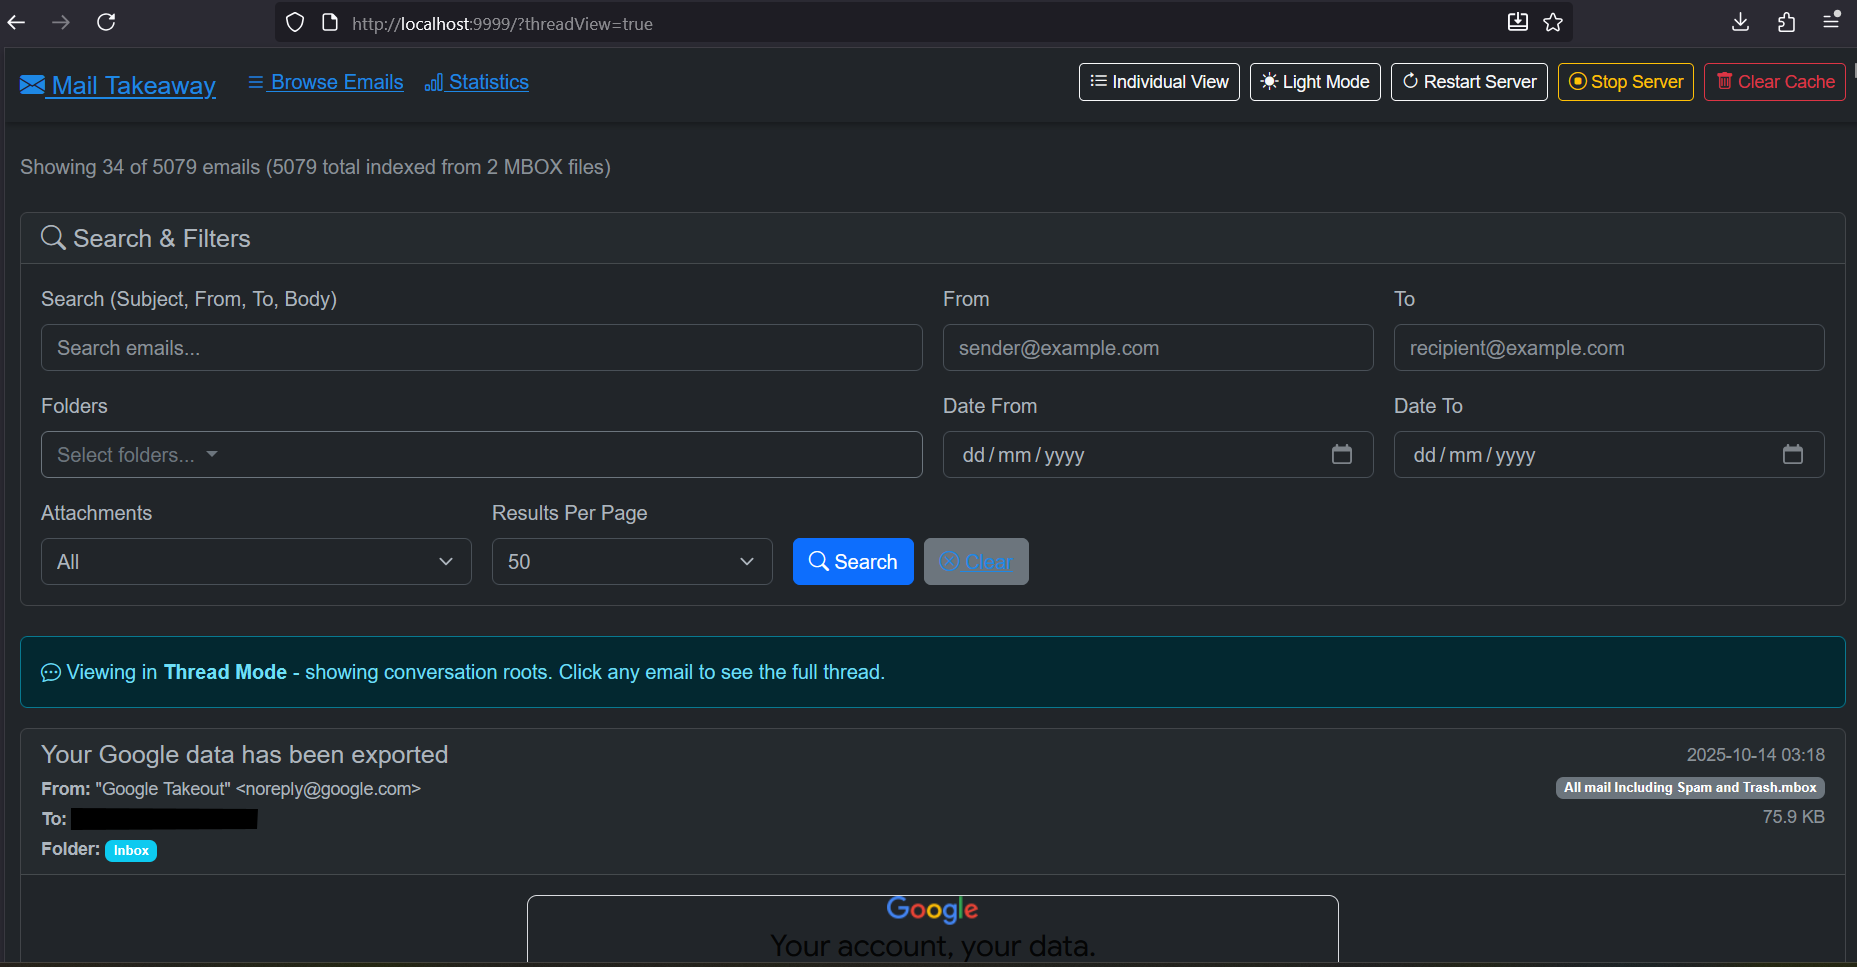 http://localhost:9999/?threadView=true
Mail Takeaway
Browse Emails
Statistics
Individual View
Light Mode
Restart Server
Stop Server
Clear Cache
Showing 34 of 5079 emails (5079 total indexed from 2 MBOX files)
Search & Filters
Search (Subject, From, To, Body)
From
To
Search emails...
sender@example.com
recipient@example.com
Folders
Date From
Date To
Select folders...
dd/mm/yyyy
dd/mm/yyyy
Attachments
Results Per Page
All
50
Search
Clear
Viewing in Thread Mode - showing conversation roots. Click any email to see the full thread.
Your Google data has been exported
2025-10-14 03:18
From: "Google Takeout" <noreply@google.com>
All mail Including Spam and Trash.mbox
To:
75.9 KB
Folder: Inbox
Google
Your account, your data.